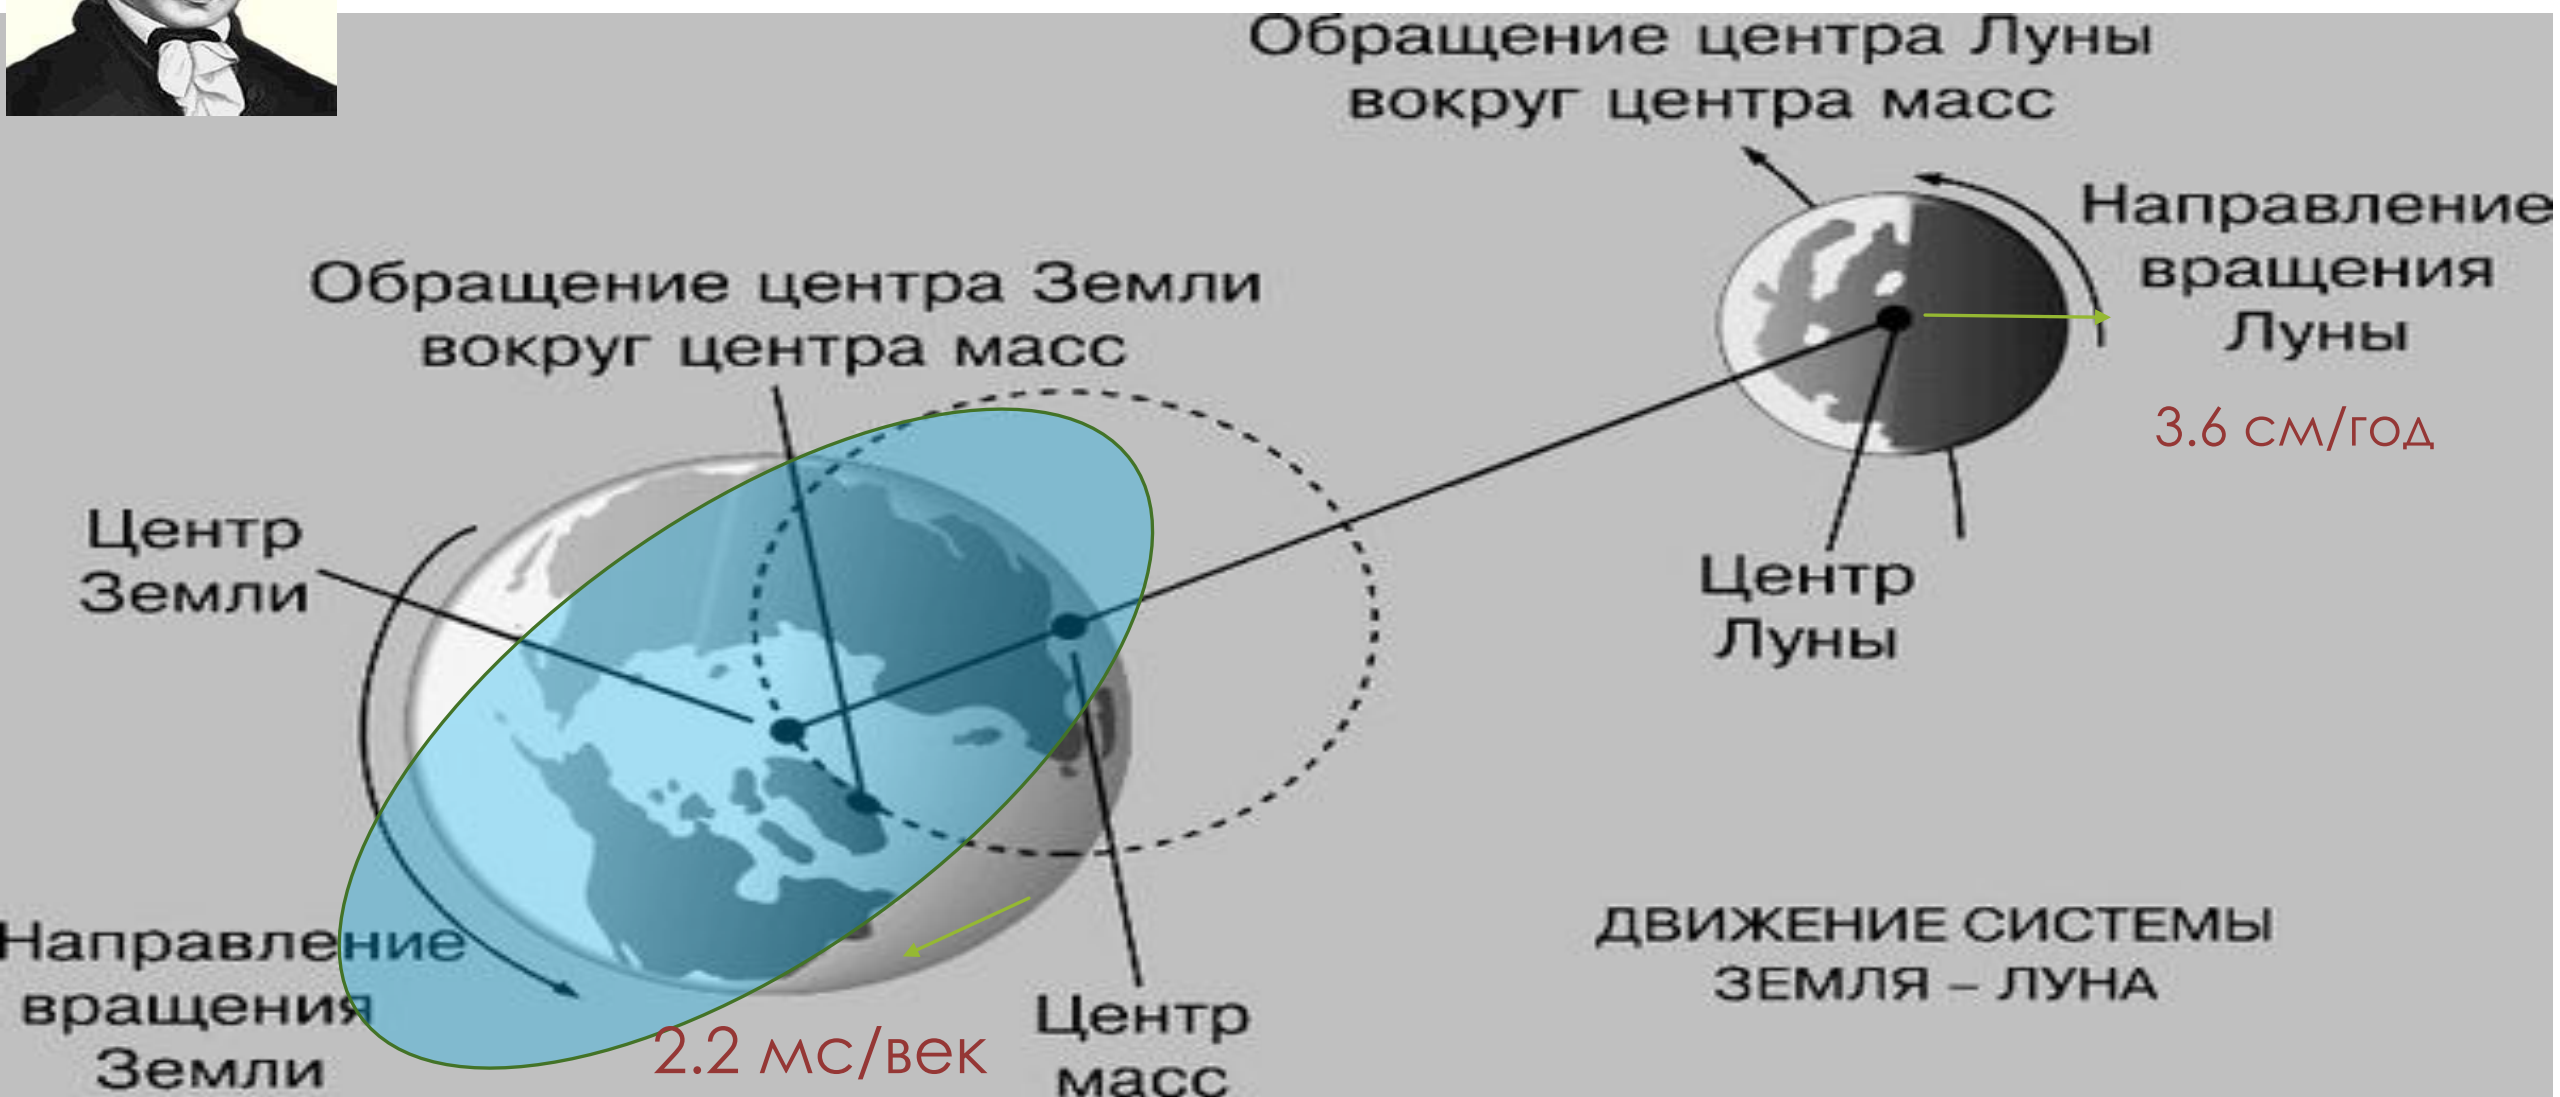 Обращение центра Луны
вокруг центра масс
Направление
вращения
Луны
3.6 см/год
Обращение центра Земли
вокруг центра масс
Центр
Земли
Центр
Луны
Направление
вращения
Земли
2.2 мс/век
Центр
масс
ДВИЖЕНИЕ СИСТЕМЫ
ЗЕМЛЯ – ЛУНА